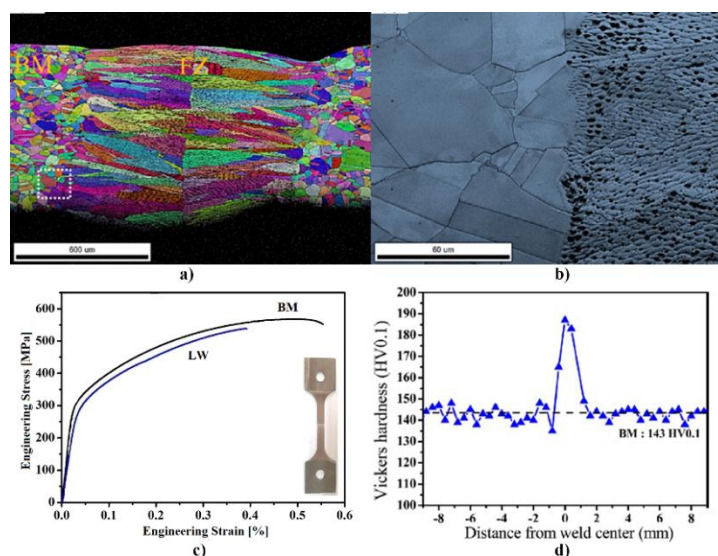 BM
FZ
600 um
60 um
a)
b)
600
500
400
300
200
100
0
Engineering Stress [MPa]
BM
LW
0.0 0.1 0.2 0.3 0.4 0.5 0.6
Engineering Strain [%]
c)
200
190
180
170
160
150
140
130
120
110
100
Vickers hardness (HV0.1)
BM : 143 HV0.1
-8 -6 -4 -2 0 2 4 6 8
Distance from weld center (mm)
d)